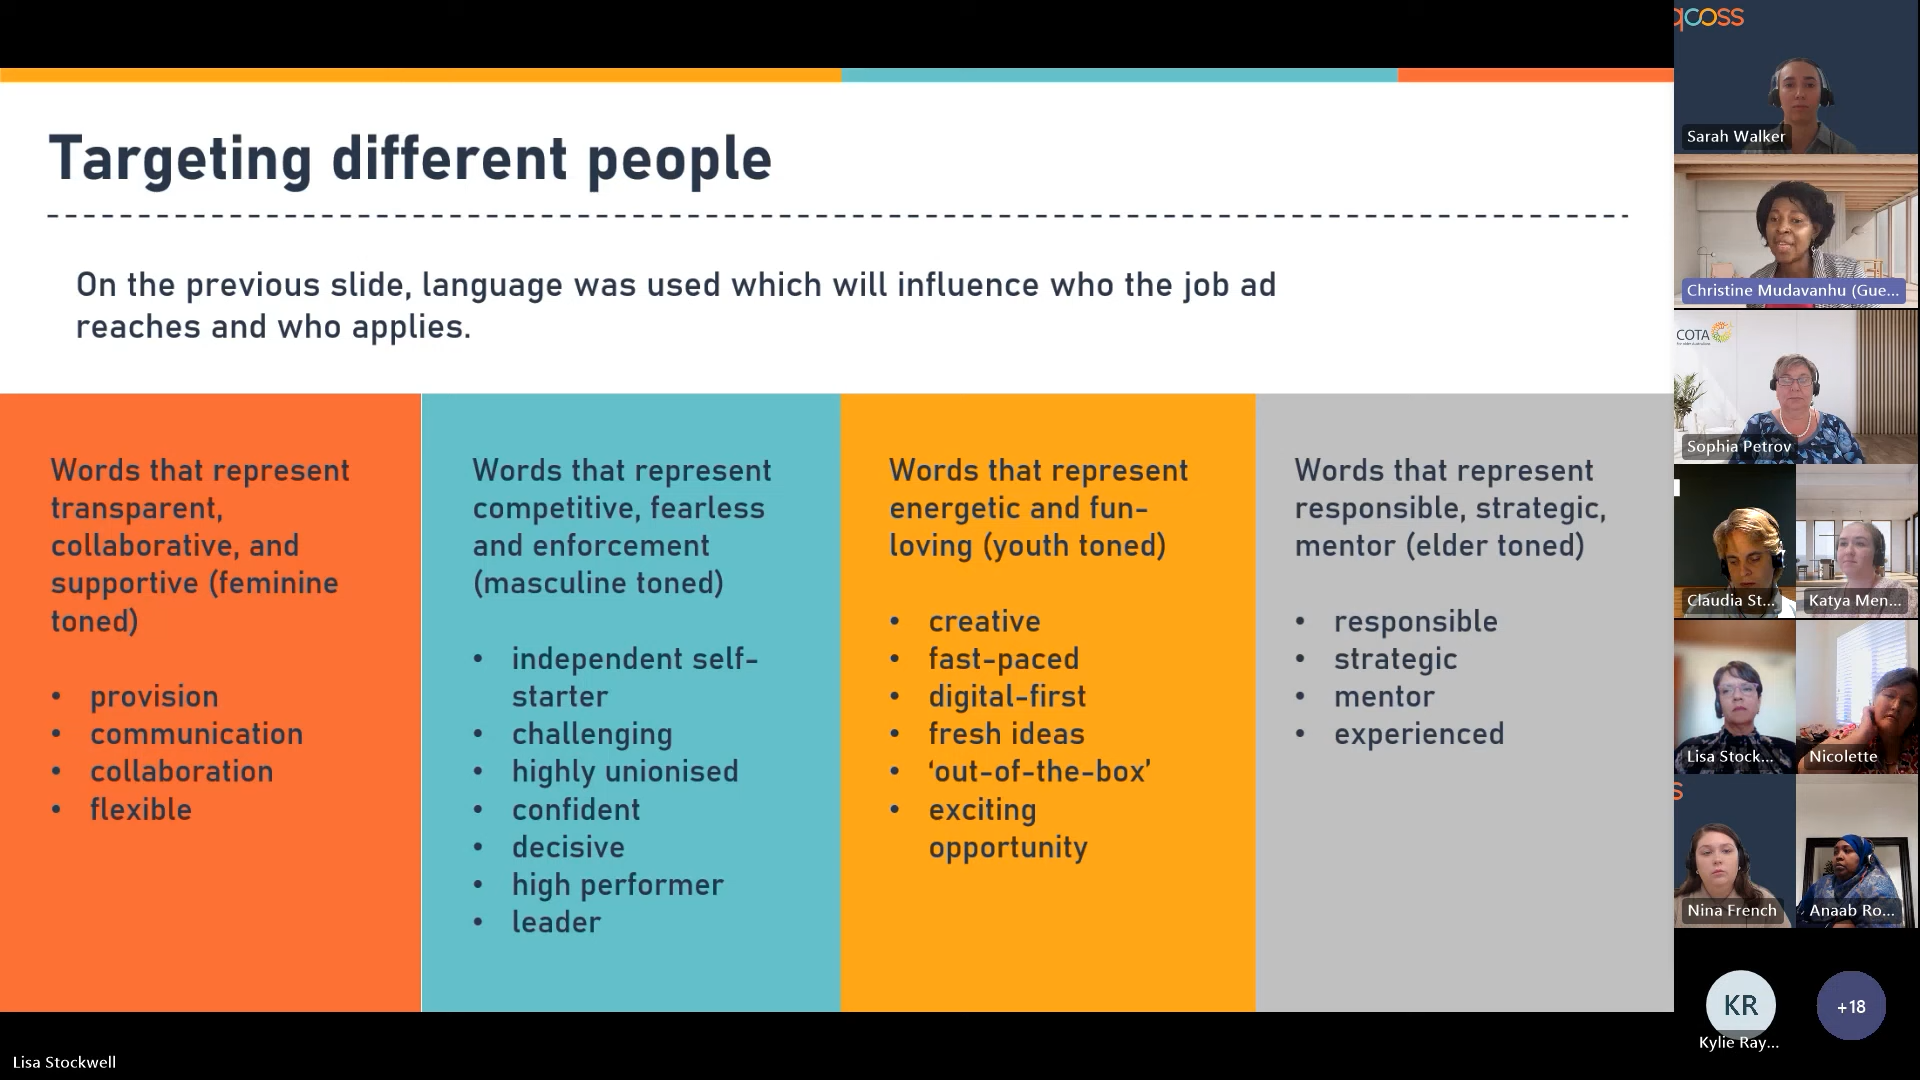 Targeting different people
On the previous slide, language was used which will influence who the job ad
reaches and who applies.
Words that represent
transparent,
collaborative, and
supportive (feminine
toned)
• provision
• communication
• collaboration
• flexible
Words that represent
competitive, fearless
and enforcement
(masculine toned)
• independent self-
starter
• challenging
• highly unionised
• confident
• decisive
• high performer
• leader
Words that represent
energetic and fun-
loving (youth toned)
• creative
• fast-paced
• digital-first
• fresh ideas
• ‘out-of-the-box’
• exciting
opportunity
Words that represent
responsible, strategic,
mentor (elder toned)
• responsible
• strategic
• mentor
• experienced
Lisa Stockwell
qcoss
Sarah Walker
Christine Mudavanhu (Gue...
COTA
Sophia Petrov
Claudia St...
Katya Men...
Lisa Stock...
Nicolette
s
Nina French
Anaab Ro...
KR
Kylie Ray...
+18